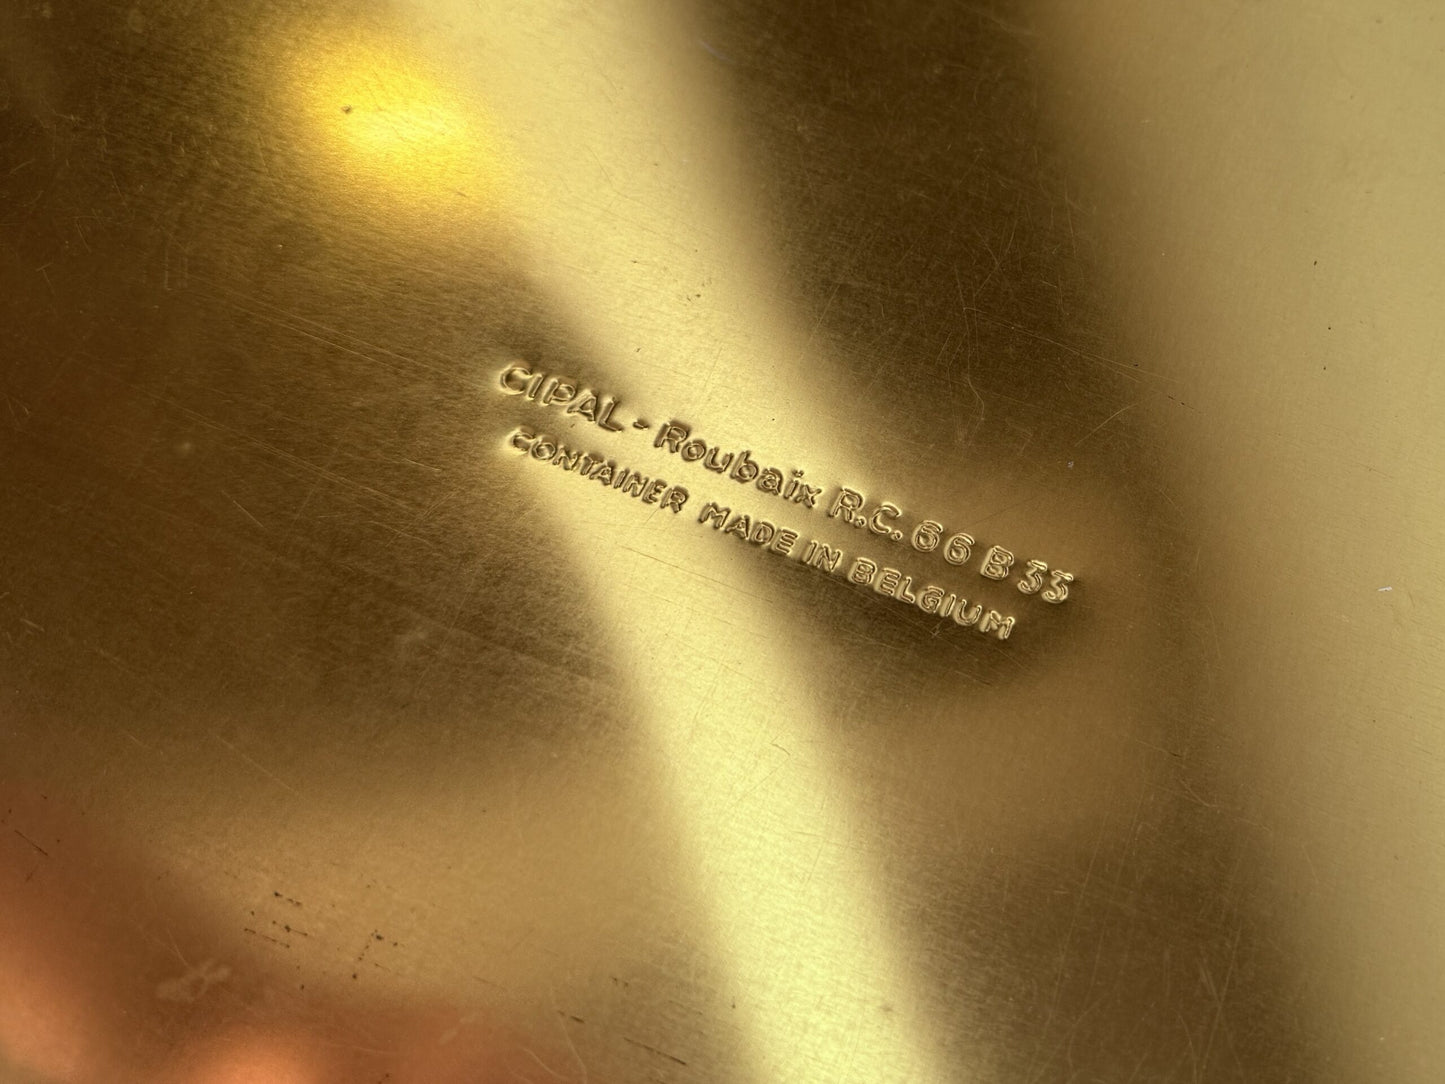 CIPAL - Roubaix R.C. 66 B 33
CONTAINER MADE IN BELGIUM